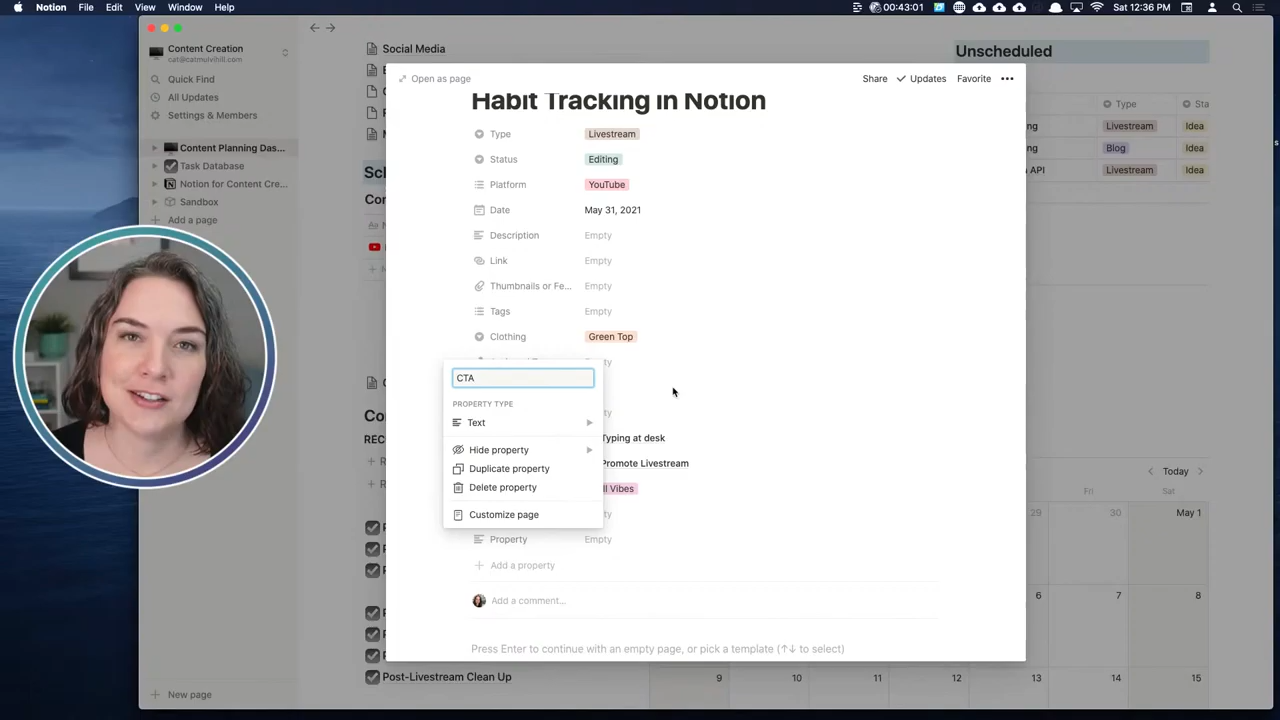 Notion File Edit View Window Help
00:43:01
Sat 12:36 PM
Content Creation
cat@catmulvihill.com
Quick Find
All Updates
Settings & Members
Content Planning Das...
Task Database
Notion for Content Cre...
Sandbox
Add a page
New page
Social Media
Unscheduled
Type
Livestream Idea
Blog Idea
API Livestream Idea
Open as page
Share Updates Favorite •••
Habit Tracking in Notion
Type Livestream
Status Editing
Platform YouTube
Date May 31, 2021
Description Empty
Link Empty
Thumbnails or Fe... Empty
Tags Empty
Clothing Green Top
CTA
PROPERTY TYPE
Text
Hide property
Duplicate property
Delete property
Customize page
Typing at desk
Promote Livestream
Vibes
Property Empty
Add a property
Add a comment...
Press Enter to continue with an empty page, or pick a template (↑↓ to select)
Today
Fri Sat
29 30 May 1
6 7 8
Post-Livestream Clean Up
9 10 11 12 13 14 15